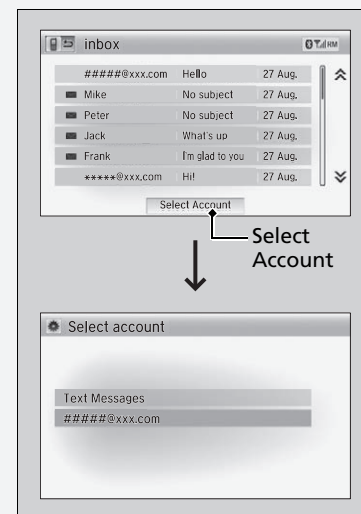 inbox RM
#####@xxx.com Hello 27 Aug.
Mike No subject 27 Aug.
Peter No subject 27 Aug.
Jack What's up 27 Aug.
Frank I'm glad to you 27 Aug.
*****@xxx.com Hi! 27 Aug.
Select Account
Select
Account
Select account
Text Messages
#####@xxx.com